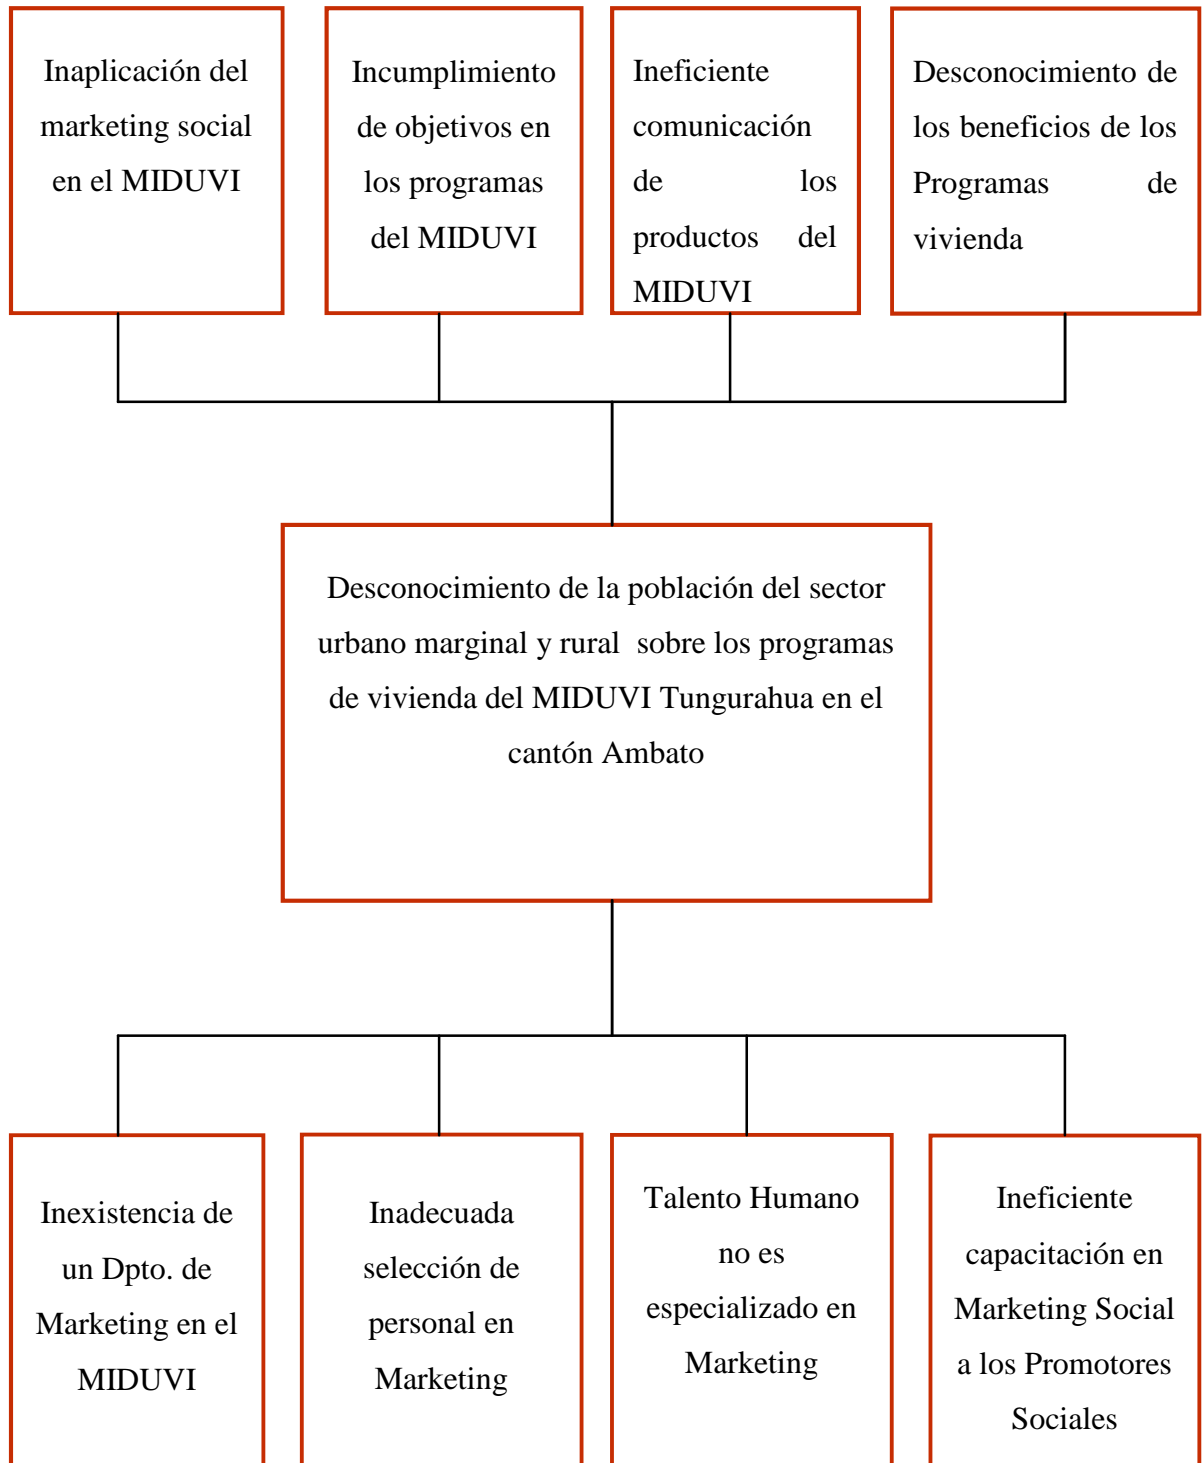 Inaplicación del
marketing social
en el MIDUVI
Incumplimiento
de objetivos en
los programas
del MIDUVI
Ineficiente
comunicación
de los
productos del
MIDUVI
Desconocimiento de
los beneficios de los
Programas de
vivienda
Desconocimiento de la población del sector
urbano marginal y rural sobre los programas
de vivienda del MIDUVI Tungurahua en el
cantón Ambato
Inexistencia de
un Dpto. de
Marketing en el
MIDUVI
Inadecuada
selección de
personal en
Marketing
Talento Humano
no es
especializado en
Marketing
Ineficiente
capacitación en
Marketing Social
a los Promotores
Sociales